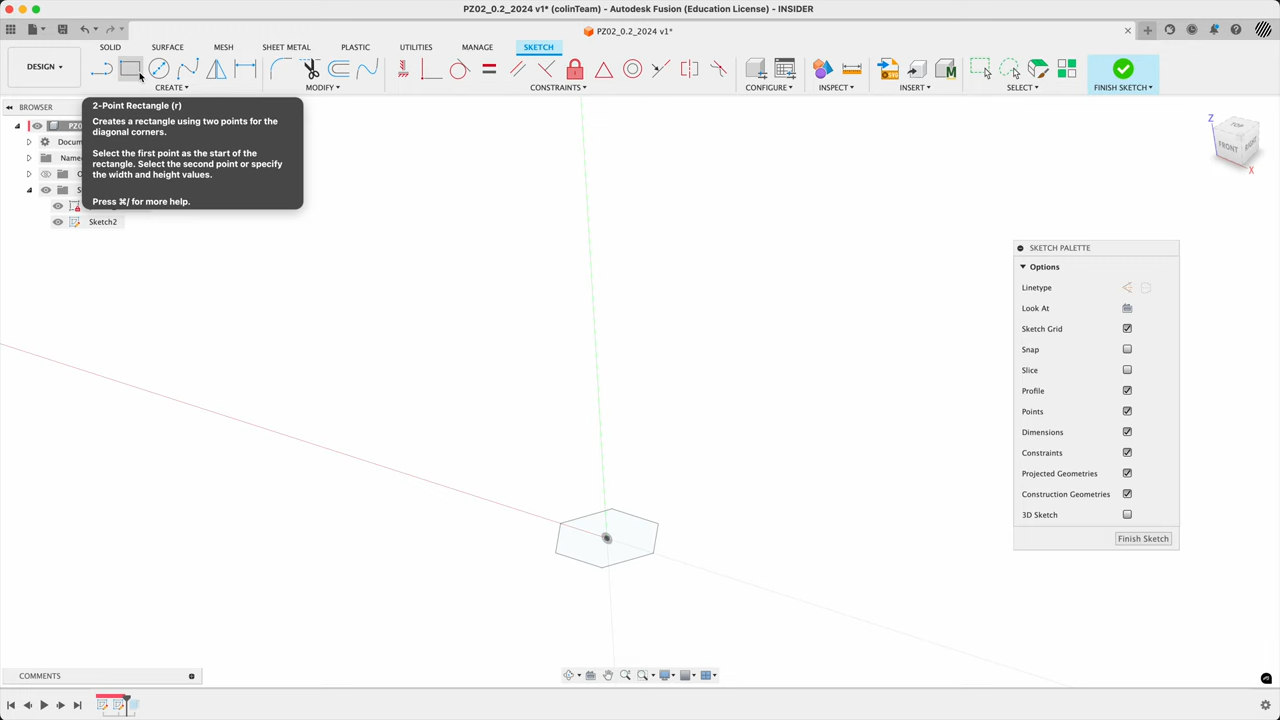 PZ02_0.2_2024 v1* (colinTeam) - Autodesk Fusion (Education License) - INSIDER
PZ02_0.2_2024 v1*
DESIGN
SOLID
SURFACE
MESH
SHEET METAL
PLASTIC
UTILITIES
MANAGE
SKETCH
CREATE
MODIFY
CONSTRAINTS
CONFIGURE
INSPECT
INSERT
SELECT
FINISH SKETCH
BROWSER
2-Point Rectangle (r)
Creates a rectangle using two points for the
diagonal corners.
Select the first point as the start of the
rectangle. Select the second point or specify
the width and height values.
Press ⌘/ for more help.
Sketch2
Z
TOP
FRONT
RIGHT
X
SKETCH PALETTE
Options
Linetype
Look At
Sketch Grid
Snap
Slice
Profile
Points
Dimensions
Constraints
Projected Geometries
Construction Geometries
3D Sketch
Finish Sketch
COMMENTS